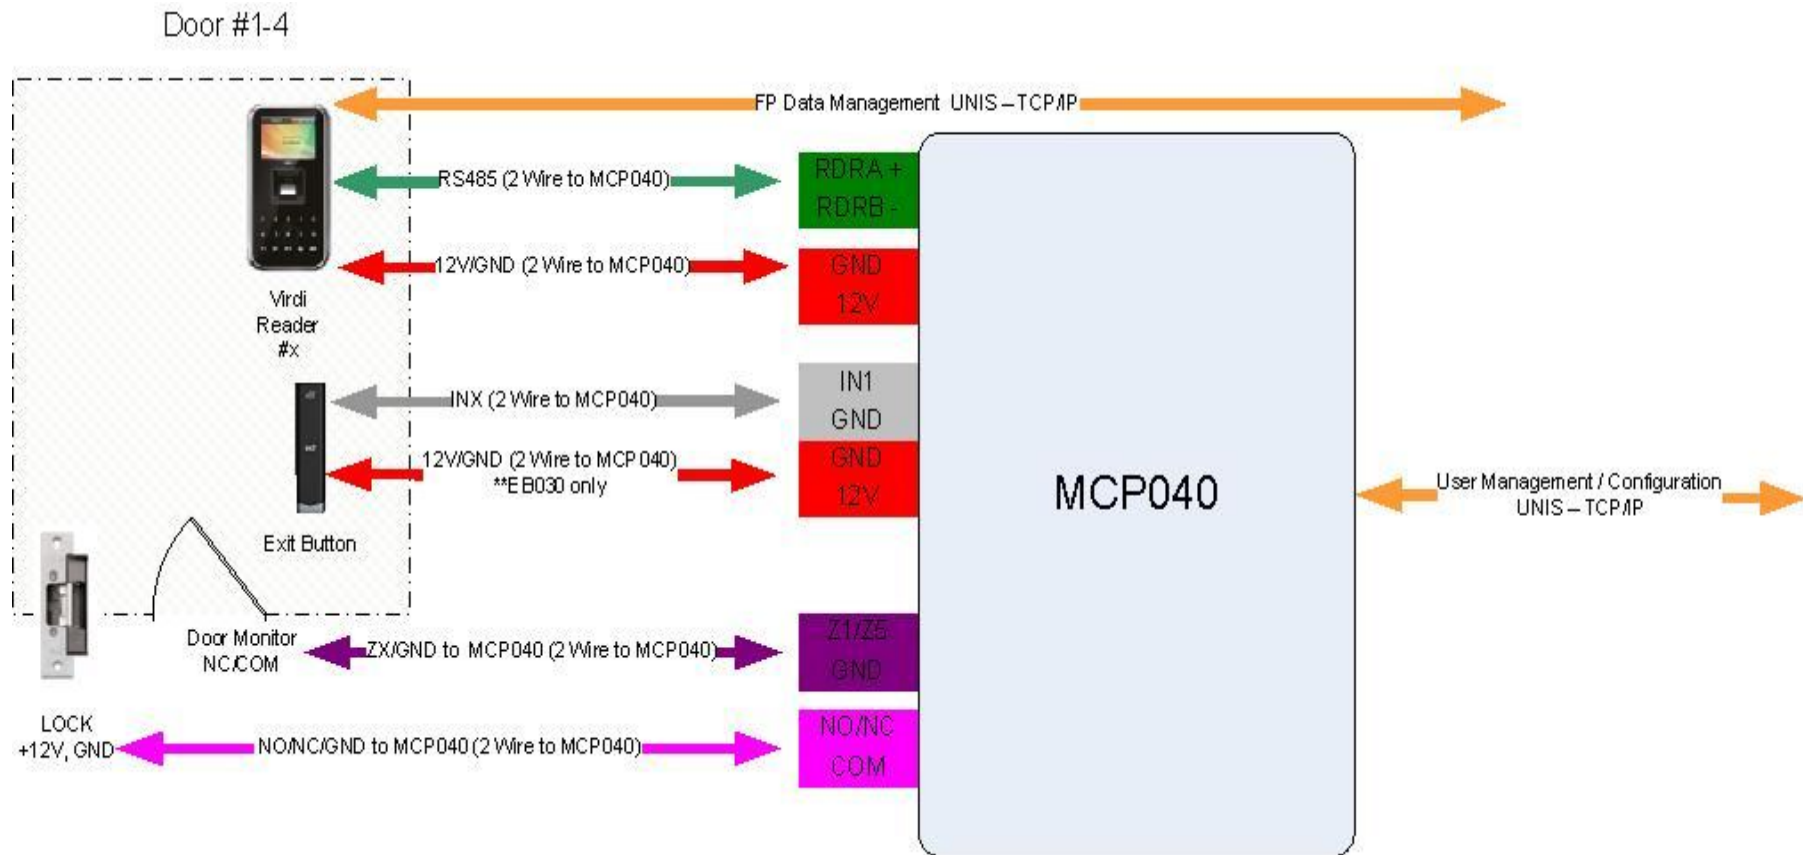 Door #1-4
FP Data Management UNIS – TCP/IP
RS485 (2 Wire to MCP040)
RDRA +
RDRB -
12V/GND (2 Wire to MCP040)
GND
12V
Virdi
Reader
#x
INX (2 Wire to MCP040)
IN1
GND
12V/GND (2 Wire to MCP040)
**EB030 only
GND
12V
Exit Button
MCP040
User Management / Configuration
UNIS – TCP/IP
Door Monitor
NC/COM
ZX/GND to MCP040 (2 Wire to MCP040)
Z1/Z5
GND
LOCK
+12V, GND
NO/NC/GND to MCP040 (2 Wire to MCP040)
NO/NC
COM